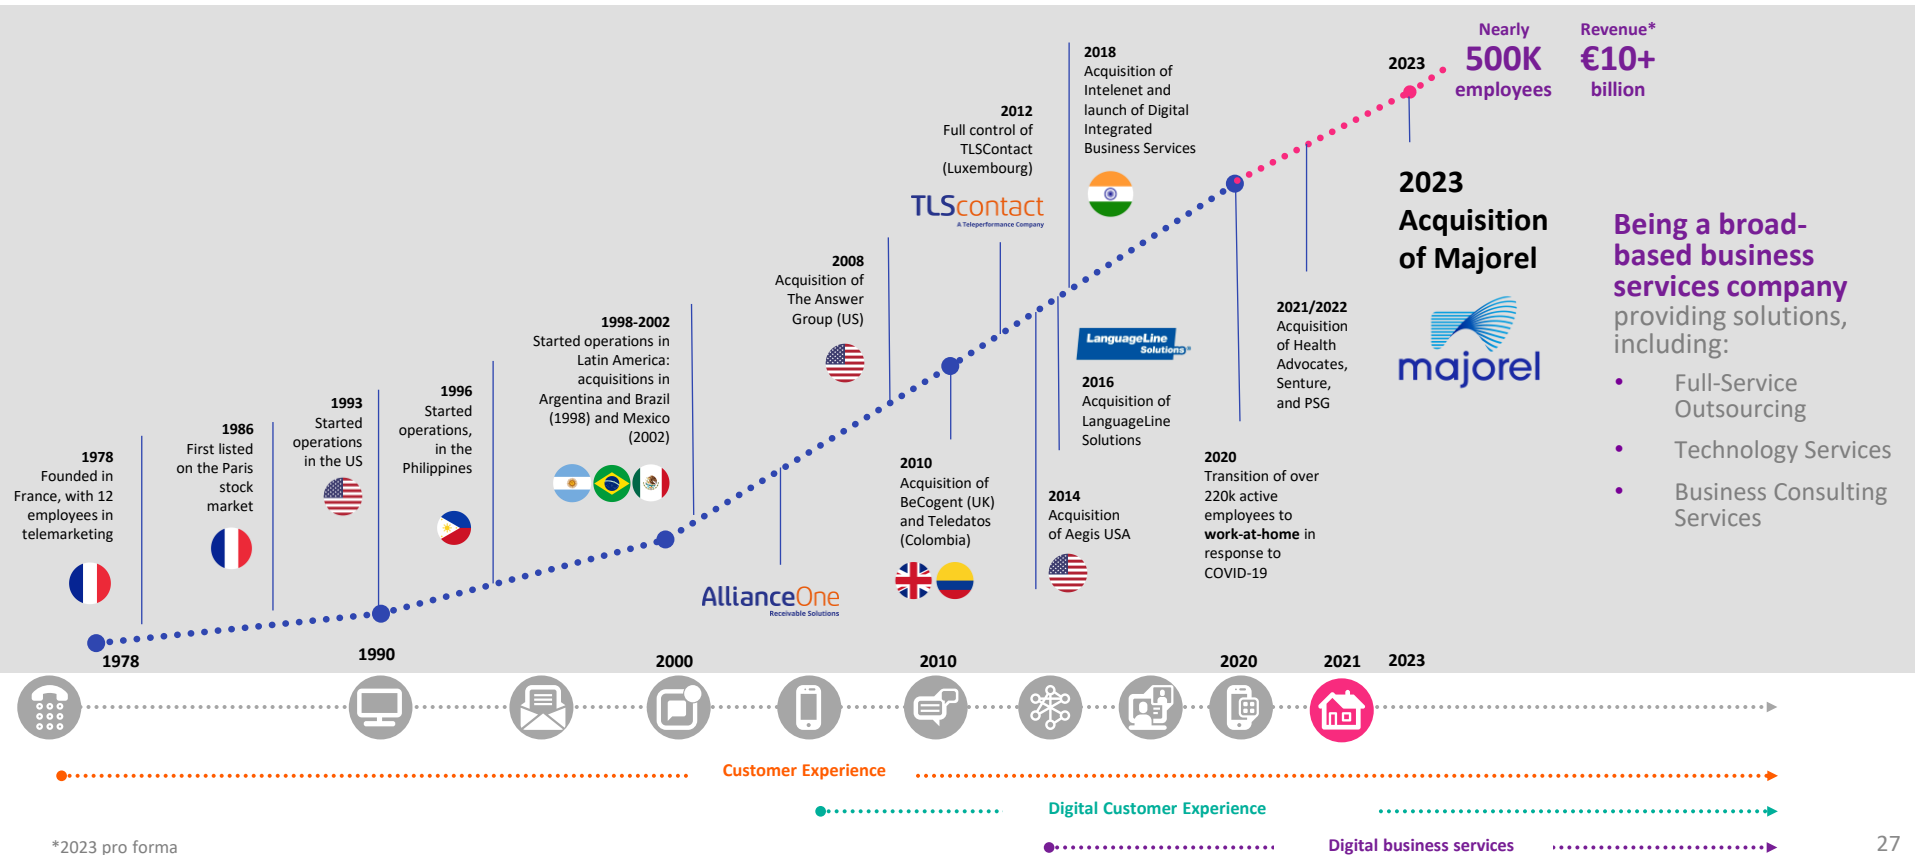 1978
Founded in
France, with 12
employees in
telemarketing
1986
First listed
on the Paris
stock
market
1993
Started
operations
in the US
1996
Started
operations,
in the
Philippines
1998-2002
Started operations in
Latin America:
acquisitions in
Argentina and Brazil
(1998) and Mexico
(2002)
AllianceOne
Receivable Solutions
2008
Acquisition of
The Answer
Group (US)
2010
Acquisition of
BeCogent (UK)
and Teledatos
(Colombia)
2012
Full control of
TLSContact
(Luxembourg)
TLScontact
A Teleperformance Company
2014
Acquisition
of Aegis USA
LanguageLine
Solutions®
2016
Acquisition of
LanguageLine
Solutions
2018
Acquisition of
Intelenet and
launch of Digital
Integrated
Business Services
2020
Transition of over
220k active
employees to
work-at-home in
response to
COVID-19
2021/2022
Acquisition
of Health
Advocates,
Senture,
and PSG
2023
2023
Acquisition
of Majorel
majorel
Nearly
500K
employees
Revenue*
€10+
billion
Being a broad-
based business
services company
providing solutions,
including:
• Full-Service
Outsourcing
• Technology Services
• Business Consulting
Services
1978
1990
2000
2010
2020
2021
2023
Customer Experience
Digital Customer Experience
Digital business services
*2023 pro forma
27